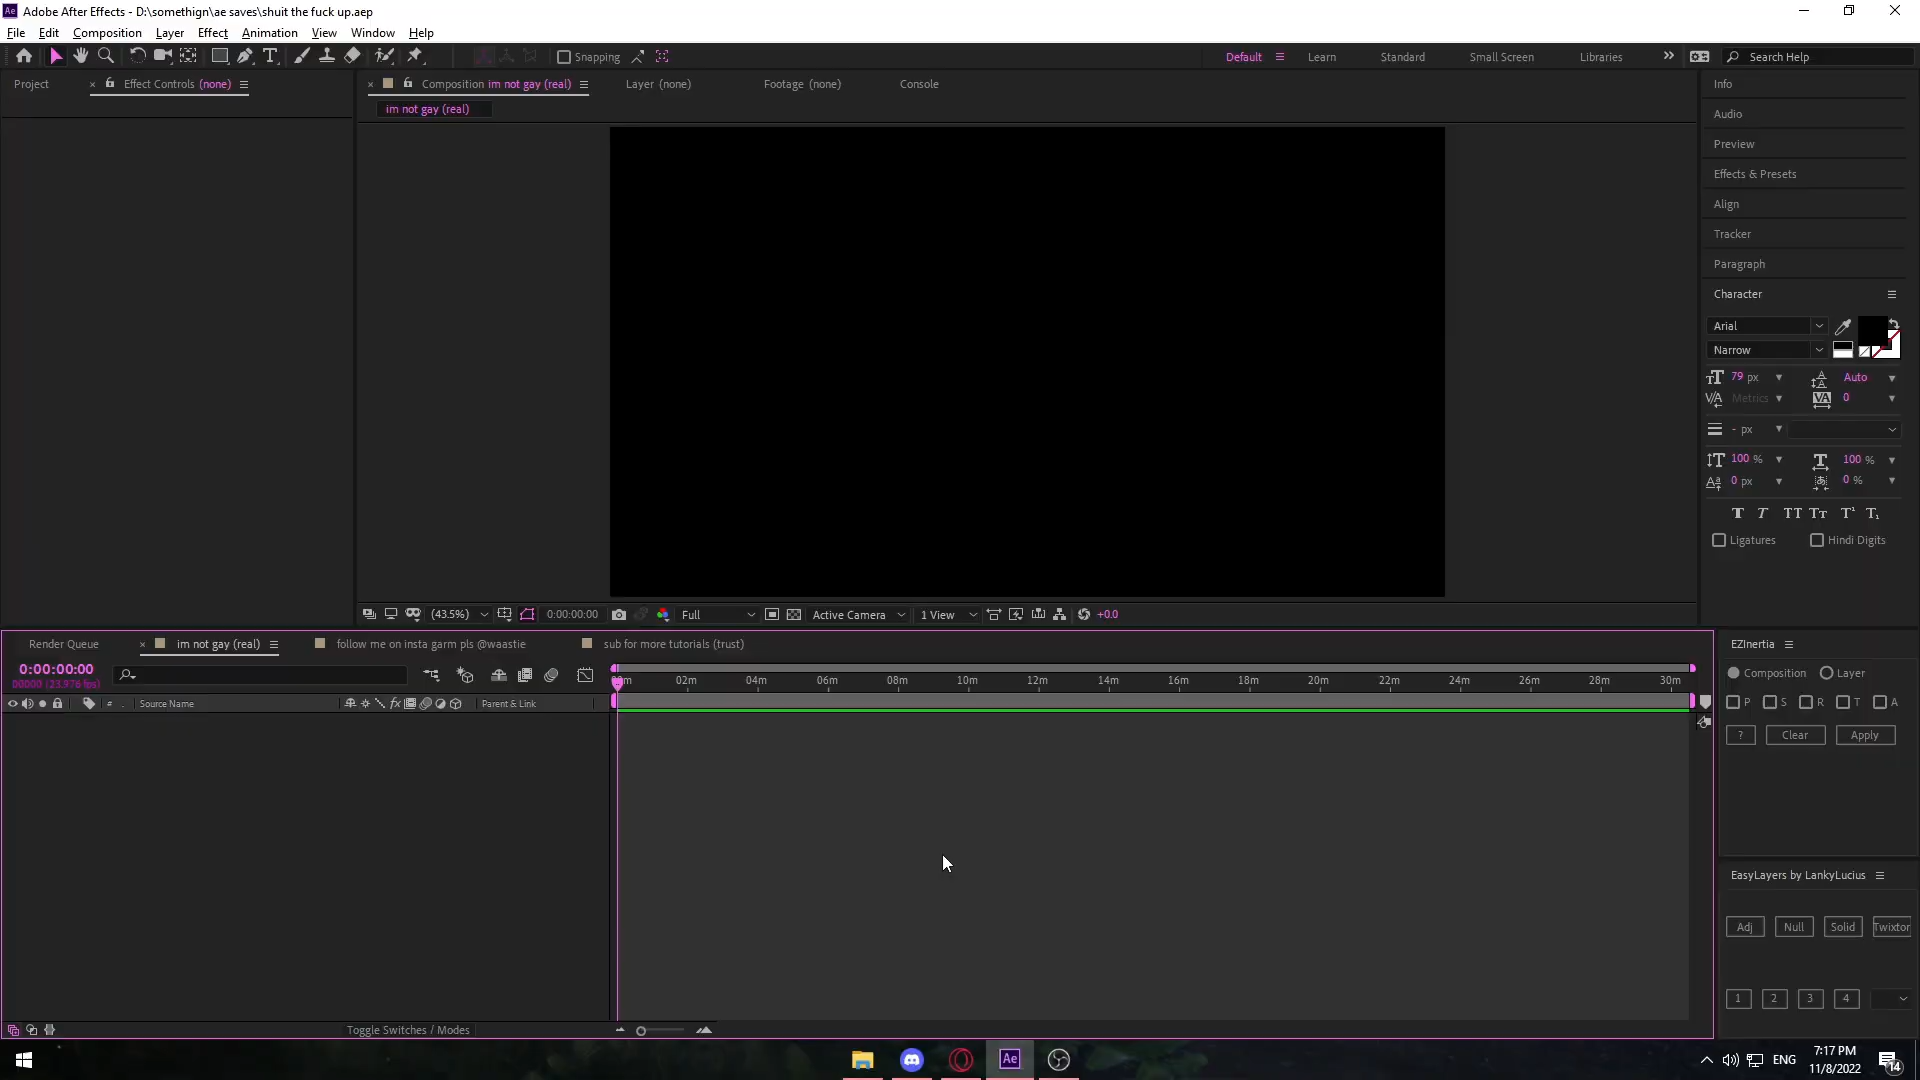 Adobe After Effects - D:\somethign\ae saves\shuit the fuck up.aep
File Edit Composition Layer Effect Animation View Window Help
Snapping
Default Learn Standard Small Screen Libraries Search Help
Project Effect Controls (none)
Composition im not gay (real) Layer (none) Footage (none) Console
im not gay (real)
Info
Audio
Preview
Effects & Presets
Align
Tracker
Paragraph
Character
Arial
Narrow
79 px Auto
Metrics 0
- px
100 % 100 %
0 px 0 %
Ligatures Hindi Digits
(43.5%) 0:00:00:00 Full Active Camera 1 View +0.0
Render Queue im not gay (real) follow me on insta garm pls @waastie sub for more tutorials (trust)
0:00:00:00
00000 (23.976 fps)
02m 04m 06m 08m 10m 12m 14m 16m 18m 20m 22m 24m 26m 28m 30m
# Source Name Parent & Link
Toggle Switches / Modes
EZInertia
Composition Layer
P S R T A
? Clear Apply
EasyLayers by LankyLucius
Adj Null Solid Twixtor
1 2 3 4
ENG
7:17 PM
11/8/2022
14